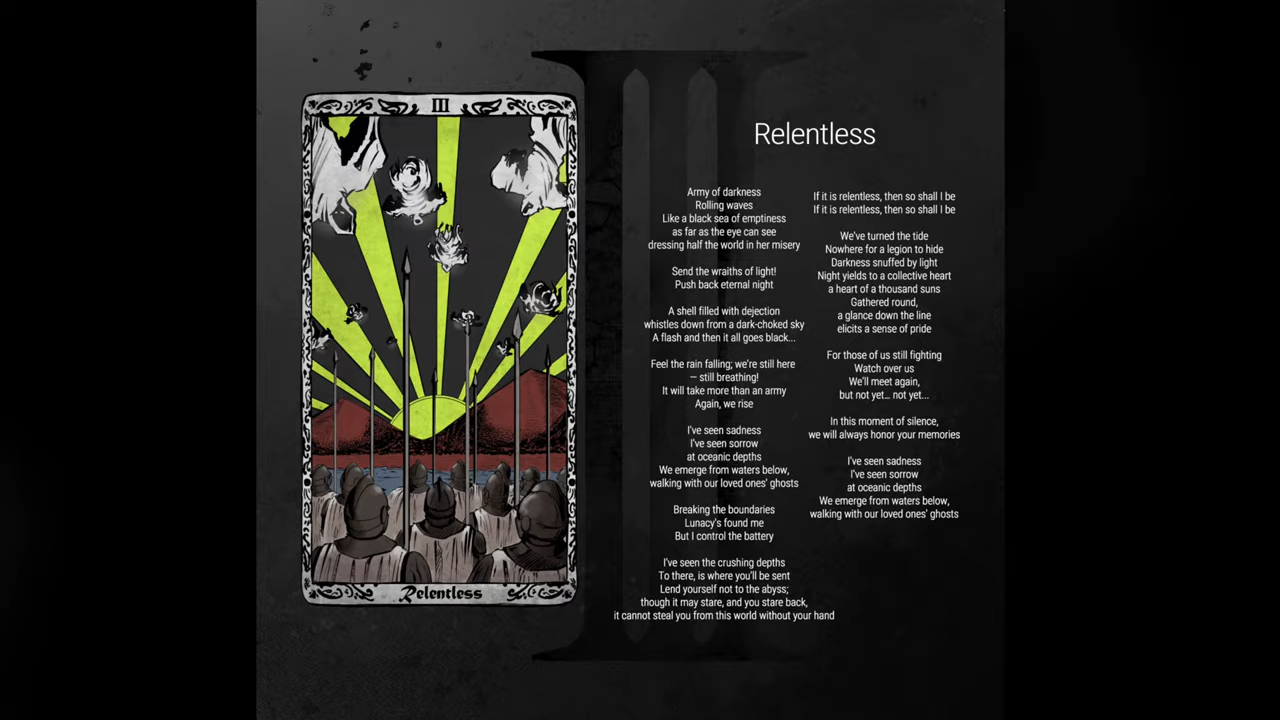 III
Relentless
Relentless
Army of darkness
Rolling waves
Like a black sea of emptiness
as far as the eye can see
dressing half the world in her misery
Send the wraiths of light!
Push back eternal night
A shell filled with dejection
whistles down from a dark-choked sky
A flash and then it all goes black...
Feel the rain falling; we're still here
– still breathing!
It will take more than an army
Again, we rise
I've seen sadness
I've seen sorrow
at oceanic depths
We emerge from waters below,
walking with our loved ones' ghosts
Breaking the boundaries
Lunacy's found me
But I control the battery
I've seen the crushing depths
To there, is where you'll be sent
Lend yourself not to the abyss;
though it may stare, and you stare back,
it cannot steal you from this world without your hand
If it is relentless, then so shall I be
If it is relentless, then so shall I be
We've turned the tide
Nowhere for a legion to hide
Darkness snuffed by light
Night yields to a collective heart
a heart of a thousand suns
Gathered round,
a glance down the line
elicits a sense of pride
For those of us still fighting
Watch over us
We'll meet again,
but not yet... not yet...
In this moment of silence,
we will always honor your memories
I've seen sadness
I've seen sorrow
at oceanic depths
We emerge from waters below,
walking with our loved ones' ghosts